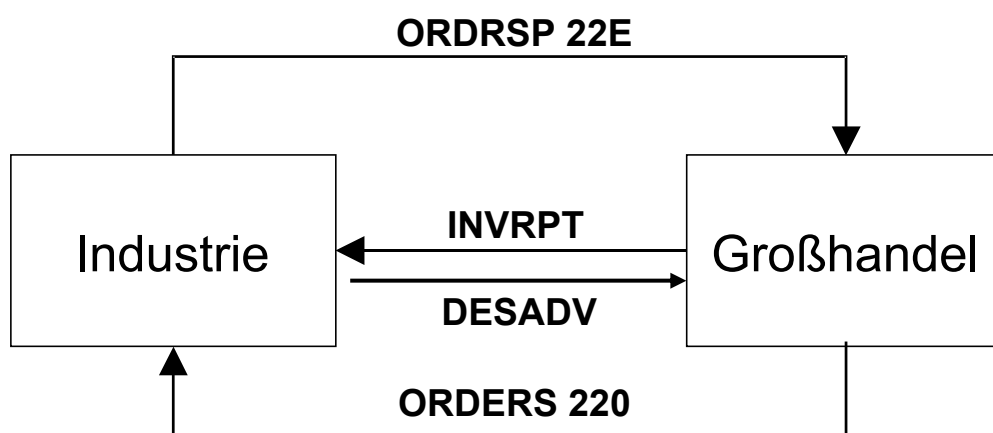 ORDRSP 22E
INVRPT
Industrie
Großhandel
DESADV
ORDERS 220